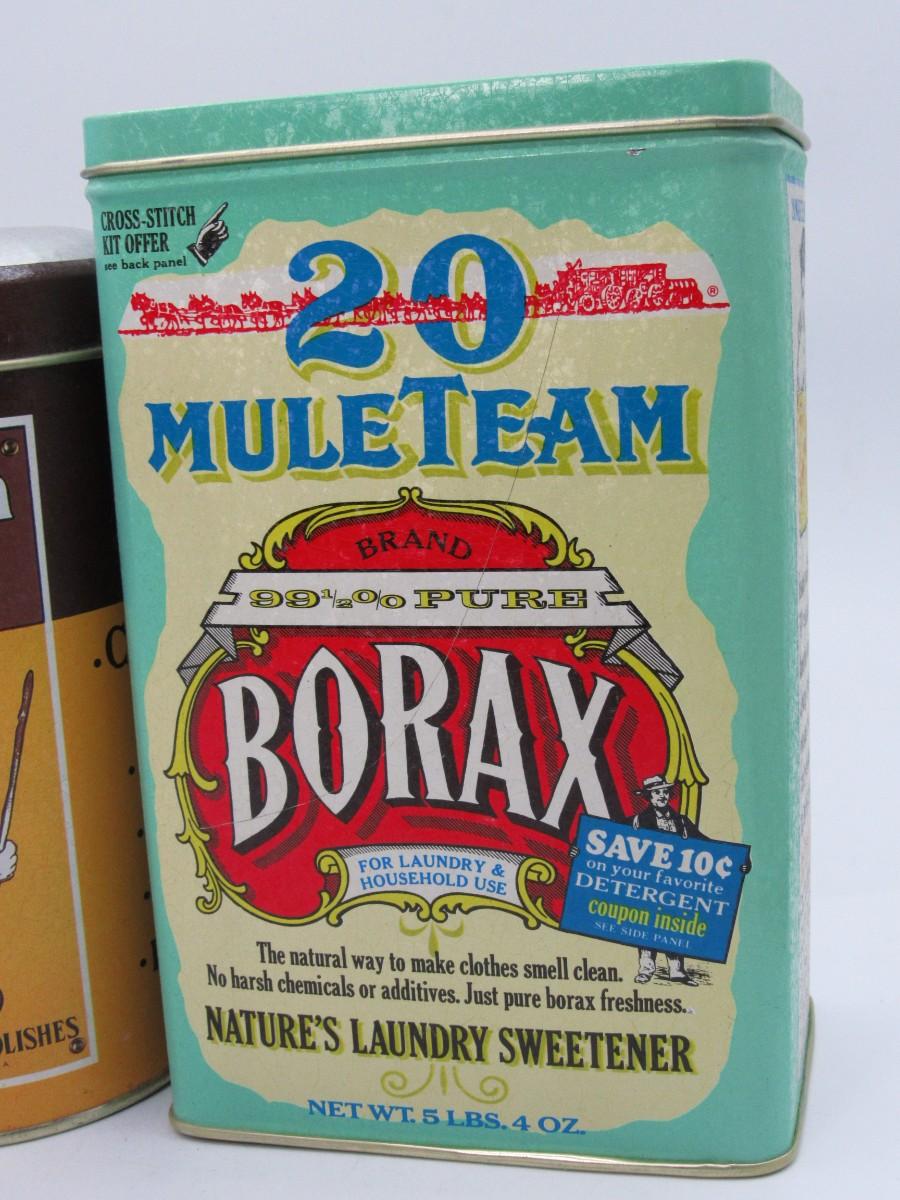 CROSS-STITCH
KIT OFFER
see back panel
20
®
MULE TEAM
BRAND
99½% PURE
BORAX
FOR LAUNDRY &
HOUSEHOLD USE
SAVE 10¢
on your favorite
DETERGENT
coupon inside
SEE SIDE PANEL
The natural way to make clothes smell clean.
No harsh chemicals or additives. Just pure borax freshness.
NATURE'S LAUNDRY SWEETENER
NET WT. 5 LBS. 4 OZ.